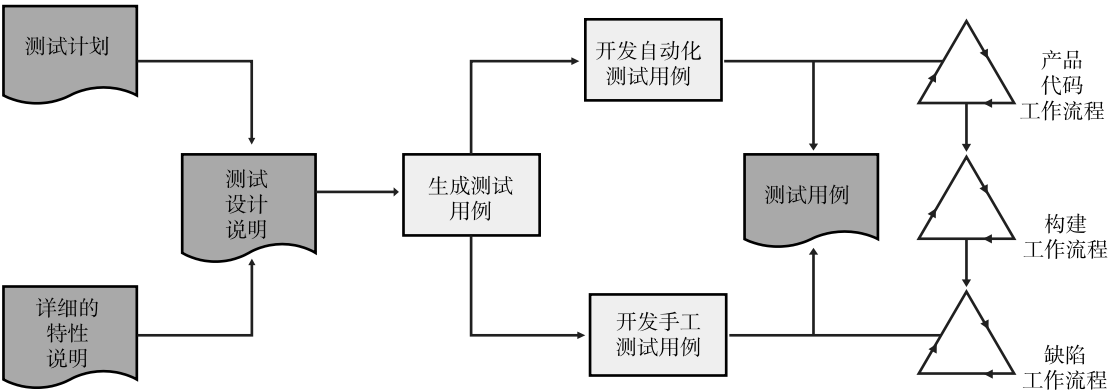 测试计划
测试
设计
说明
详细的
特性
说明
生成测试
用例
开发自动化
测试用例
测试用例
开发手工
测试用例
产品
代码
工作流程
构建
工作流程
缺陷
工作流程